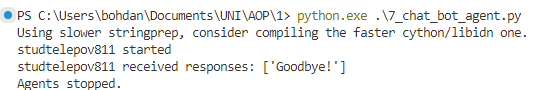 PS C:\Users\bohdan\Documents\UNI\AOP\1> python.exe .\7_chat_bot_agent.py
Using slower stringprep, consider compiling the faster cython/libidn one.
studtelepov811 started
studtelepov811 received responses: ['Goodbye!']
Agents stopped.